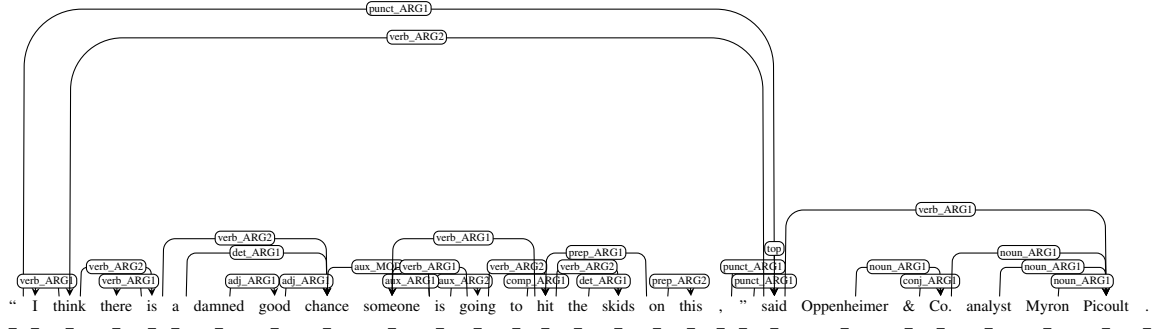 punct_ARG1
verb_ARG2
verb_ARG1
top
verb_ARG2 verb_ARG1
det_ARG1 prep_ARG1 noun_ARG1
verb_ARG2 verb_ARG1 verb_ARG2 verb_ARG2 punct_ARG1 noun_ARG1 noun_ARG1
verb_ARG1 verb_ARG1 adj_ARG1 adj_ARG1 aux_ARG1 aux_ARG2 comp_ARG1 det_ARG1 prep_ARG2 punct_ARG1 conj_ARG1 noun_ARG1
“ I think there is a damned good chance someone is going to hit the skids on this , ” said Oppenheimer & Co. analyst Myron Picoult .
_ _ _ _ _ _ _ _ _ _ _ _ _ _ _ _ _ _ _ _ _ _ _ _ _ _ _ _